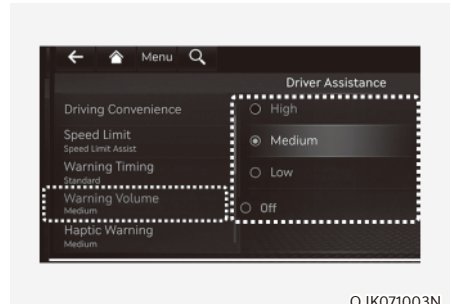 Menu
Driver Assistance
Driving Convenience
High
Speed Limit
Speed Limit Assist
Medium
Warning Timing
Standard
Low
Warning Volume
Medium
Off
Haptic Warning
Medium
OJK071003N